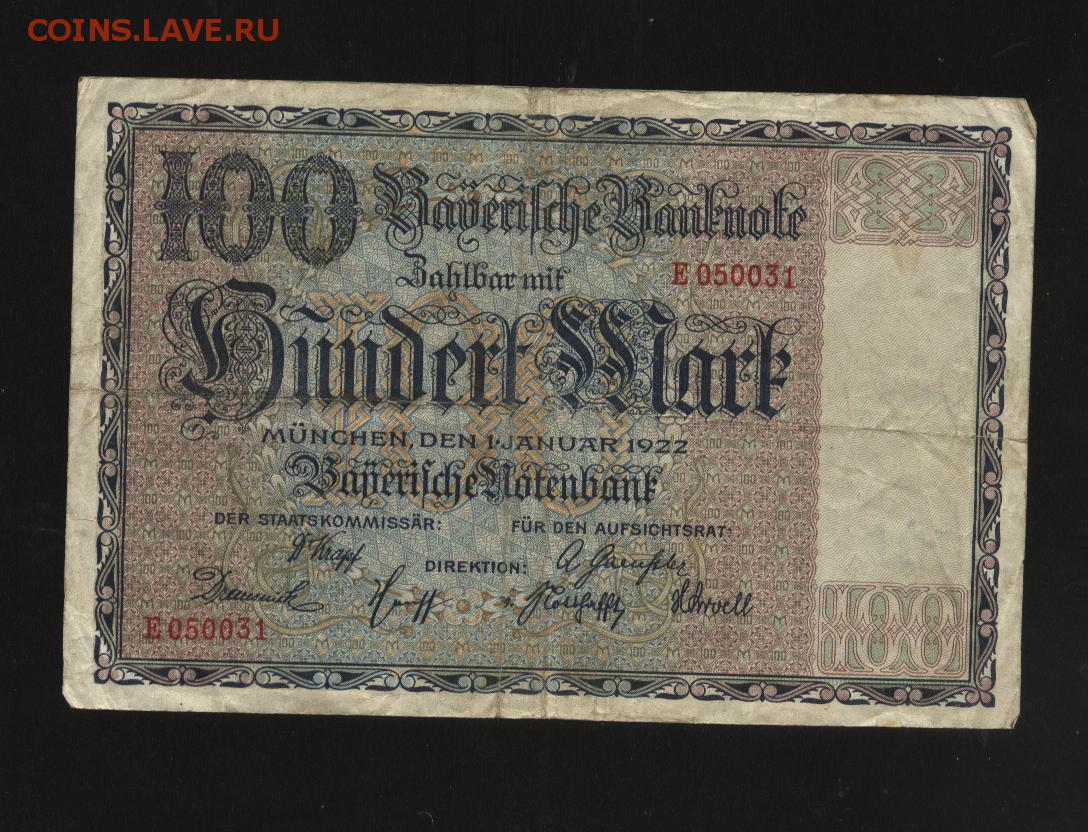 COINS.LAVE.RU
100 Bayerische Banknote
Zahlbar mit
E 050031
Hundert Mark
MÜNCHEN, DEN 1. JANUAR 1922
Bayerische Notenbank
DER STAATSKOMMISSÄR: FÜR DEN AUFSICHTSRAT:
DIREKTION:
E 050031
100